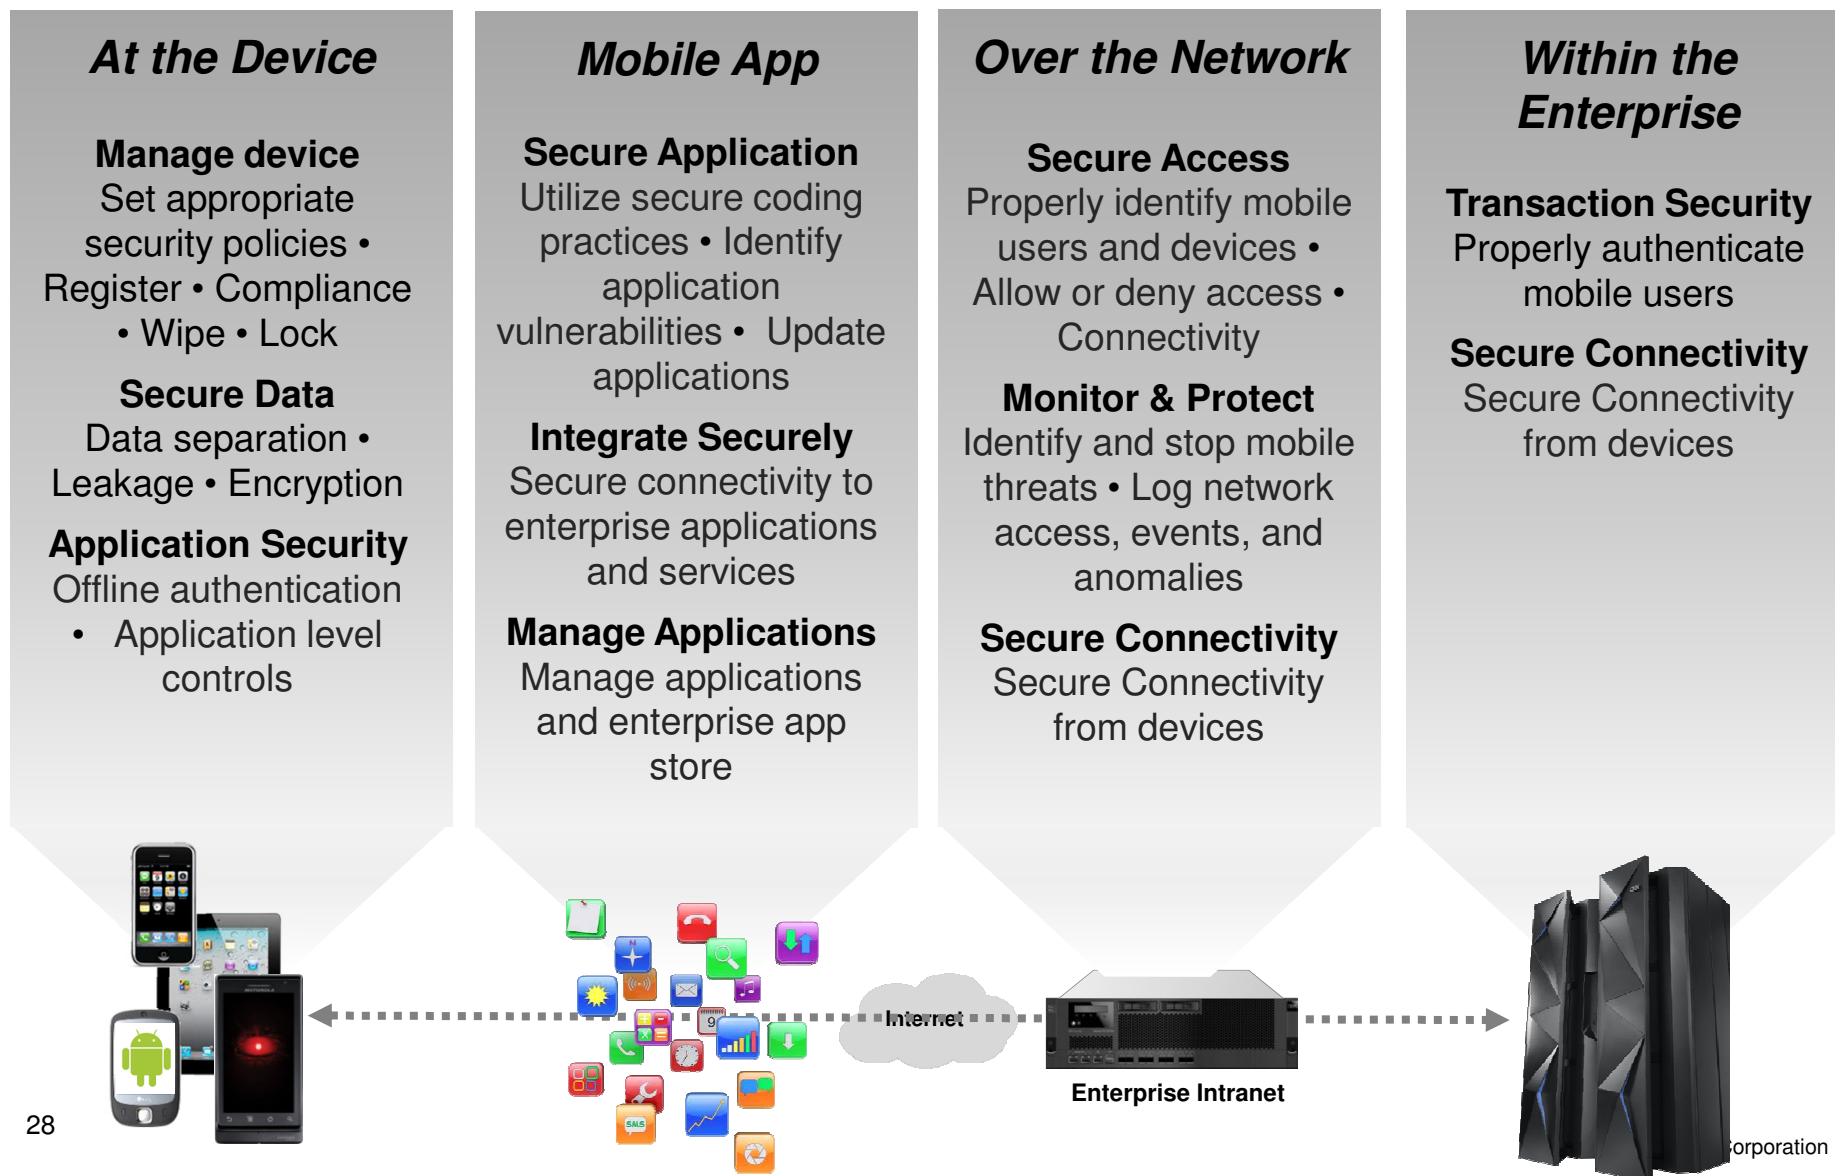 At the Device
Manage device
Set appropriate
security policies •
Register • Compliance
• Wipe • Lock
Secure Data
Data separation •
Leakage • Encryption
Application Security
Offline authentication
• Application level
controls
Mobile App
Secure Application
Utilize secure coding
practices • Identify
application
vulnerabilities • Update
applications
Integrate Securely
Secure connectivity to
enterprise applications
and services
Manage Applications
Manage applications
and enterprise app
store
Over the Network
Secure Access
Properly identify mobile
users and devices •
Allow or deny access •
Connectivity
Monitor & Protect
Identify and stop mobile
threats • Log network
access, events, and
anomalies
Secure Connectivity
Secure Connectivity
from devices
Within the
Enterprise
Transaction Security
Properly authenticate
mobile users
Secure Connectivity
Secure Connectivity
from devices
MOTOROLA
N
9
SMS
Internet
Enterprise Intranet
28
orporation